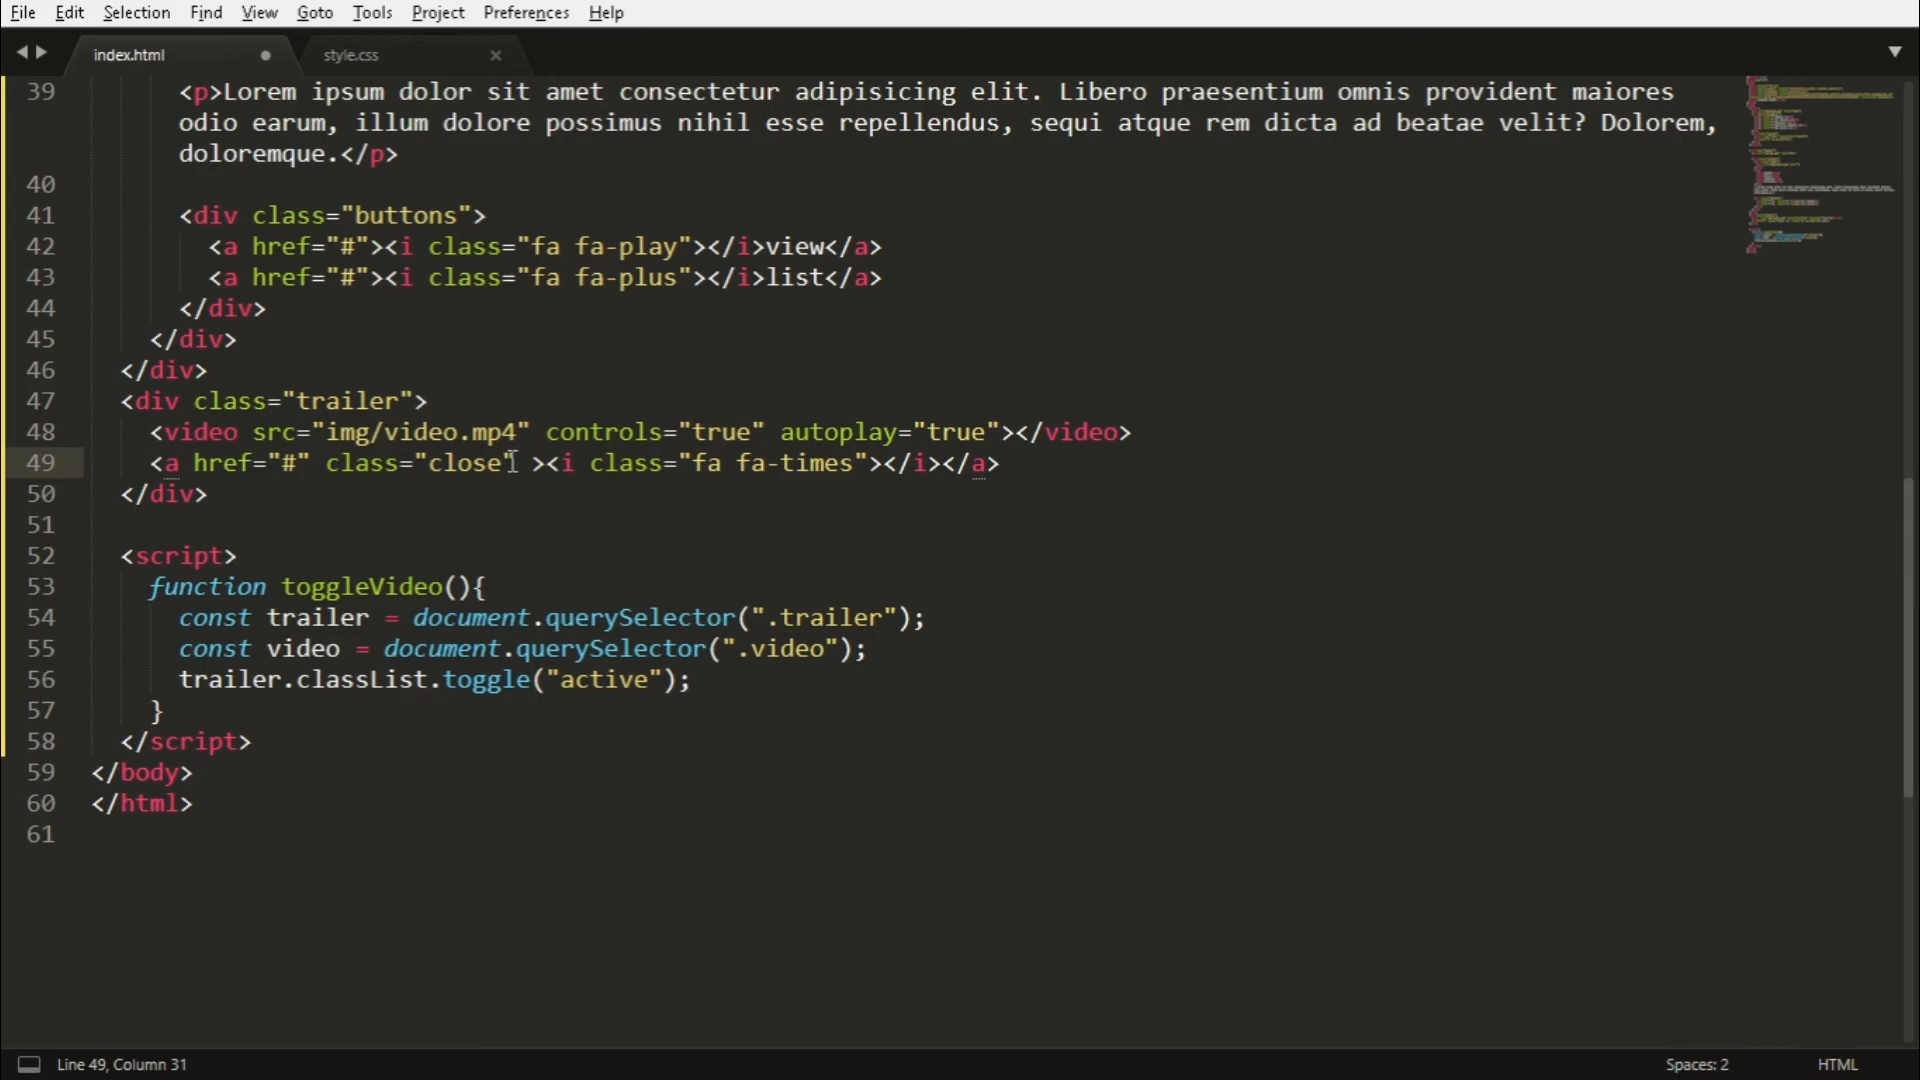 File Edit Selection Find View Goto Tools Project Preferences Help
index.html style.css
39 <p>Lorem ipsum dolor sit amet consectetur adipisicing elit. Libero praesentium omnis provident maiores
odio earum, illum dolore possimus nihil esse repellendus, sequi atque rem dicta ad beatae velit? Dolorem,
doloremque.</p>
40
41 <div class="buttons">
42 <a href="#"><i class="fa fa-play"></i>view</a>
43 <a href="#"><i class="fa fa-plus"></i>list</a>
44 </div>
45 </div>
46 </div>
47 <div class="trailer">
48 <video src="img/video.mp4" controls="true" autoplay="true"></video>
49 <a href="#" class="close" ><i class="fa fa-times"></i></a>
50 </div>
51
52 <script>
53 function toggleVideo(){
54 const trailer = document.querySelector(".trailer");
55 const video = document.querySelector(".video");
56 trailer.classList.toggle("active");
57 }
58 </script>
59 </body>
60 </html>
61
Line 49, Column 31 Spaces: 2 HTML